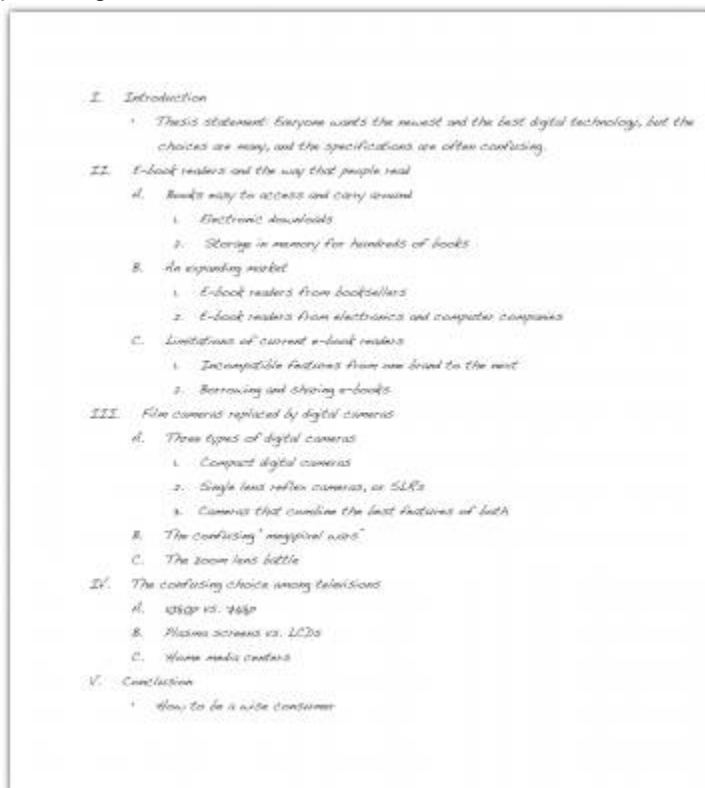 I. Introduction
• Thesis statement: Everyone wants the newest and the best digital technology, but the
choices are many, and the specifications are often confusing.
II. E-book readers and the way that people read
A. Books easy to access and carry around
1. Electronic downloads
2. Storage in memory for hundreds of books
B. An expanding market
1. E-book readers from booksellers
2. E-book readers from electronics and computer companies
C. Limitations of current e-book readers
1. Incompatible features from one brand to the next
2. Borrowing and sharing e-books
III. Film cameras replaced by digital cameras
A. Three types of digital cameras
1. Compact digital cameras
2. Single lens reflex cameras, or SLRs
3. Cameras that combine the best features of both
B. The confusing "megapixel wars"
C. The zoom lens battle
IV. The confusing choice among televisions
A. 1080p vs. 768p
B. Plasma screens vs. LCDs
C. Home media centers
V. Conclusion
• How to be a wise consumer